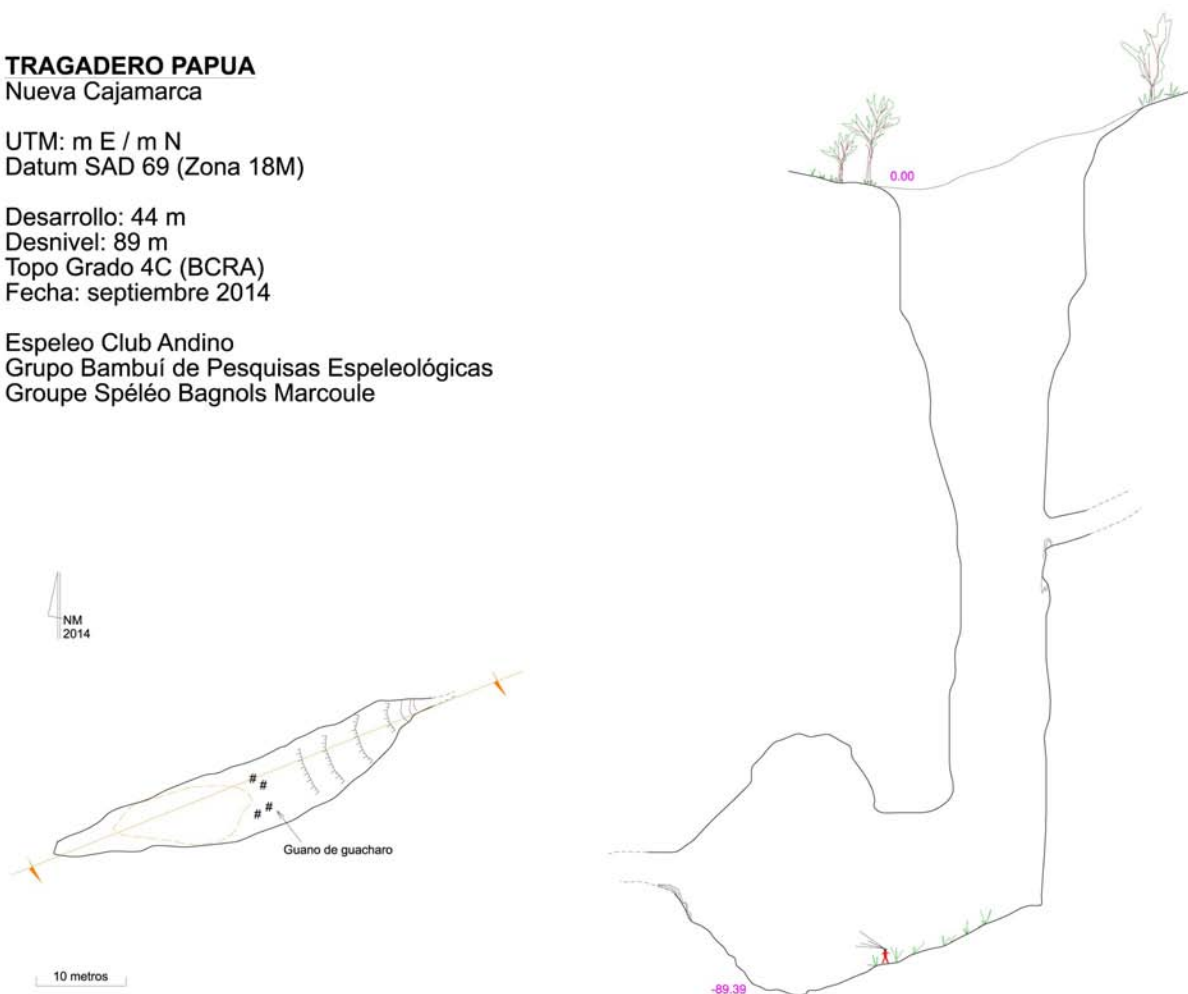 TRAGADERO PAPUA
Nueva Cajamarca
UTM: m E / m N
Datum SAD 69 (Zona 18M)
Desarrollo: 44 m
Desnivel: 89 m
Topo Grado 4C (BCRA)
Fecha: septiembre 2014
Espeleo Club Andino
Grupo Bambuí de Pesquisas Espeleológicas
Groupe Spéléo Bagnols Marcoule
0.00
NM
2014
# #
# #
Guano de guacharo
10 metros
-89.39